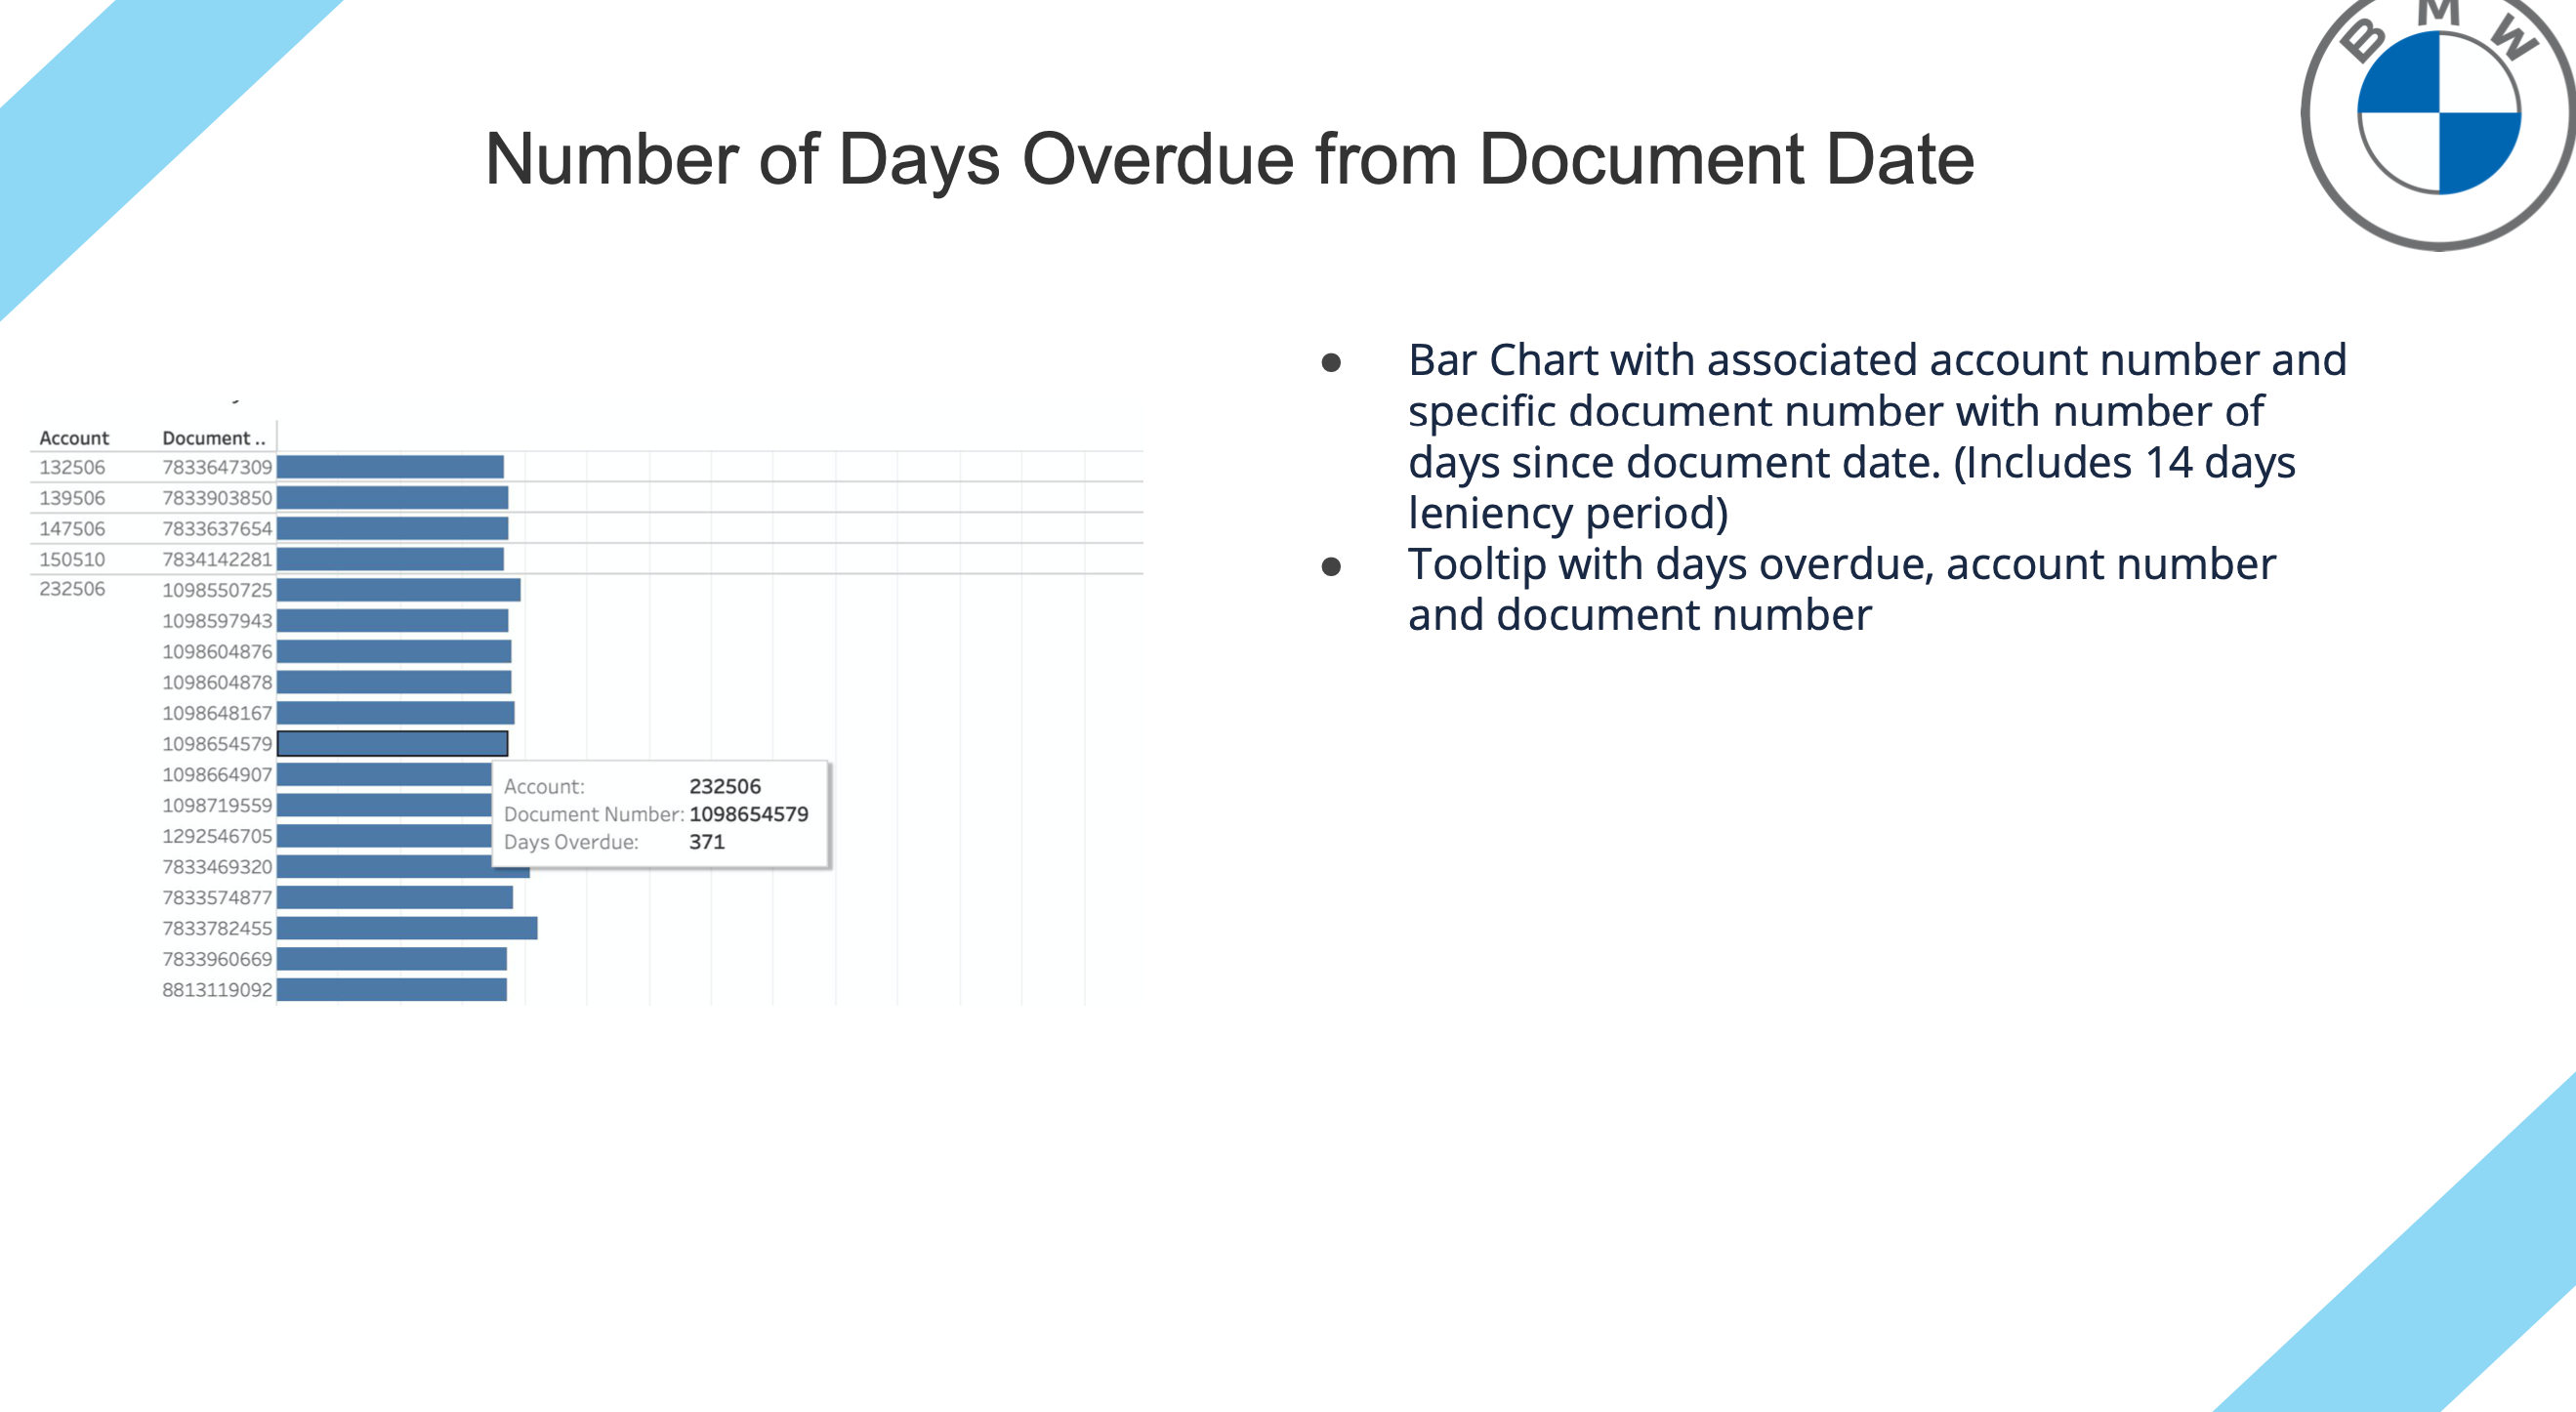 B M W
Number of Days Overdue from Document Date
Account Document ..
132506 7833647309
139506 7833903850
147506 7833637654
150510 7834142281
232506 1098550725
1098597943
1098604876
1098604878
1098648167
1098654579
1098664907
1098719559
1292546705
7833469320
7833574877
7833782455
7833960669
8813119092
Account: 232506
Document Number: 1098654579
Days Overdue: 371
● Bar Chart with associated account number and
specific document number with number of
days since document date. (Includes 14 days
leniency period)
● Tooltip with days overdue, account number
and document number